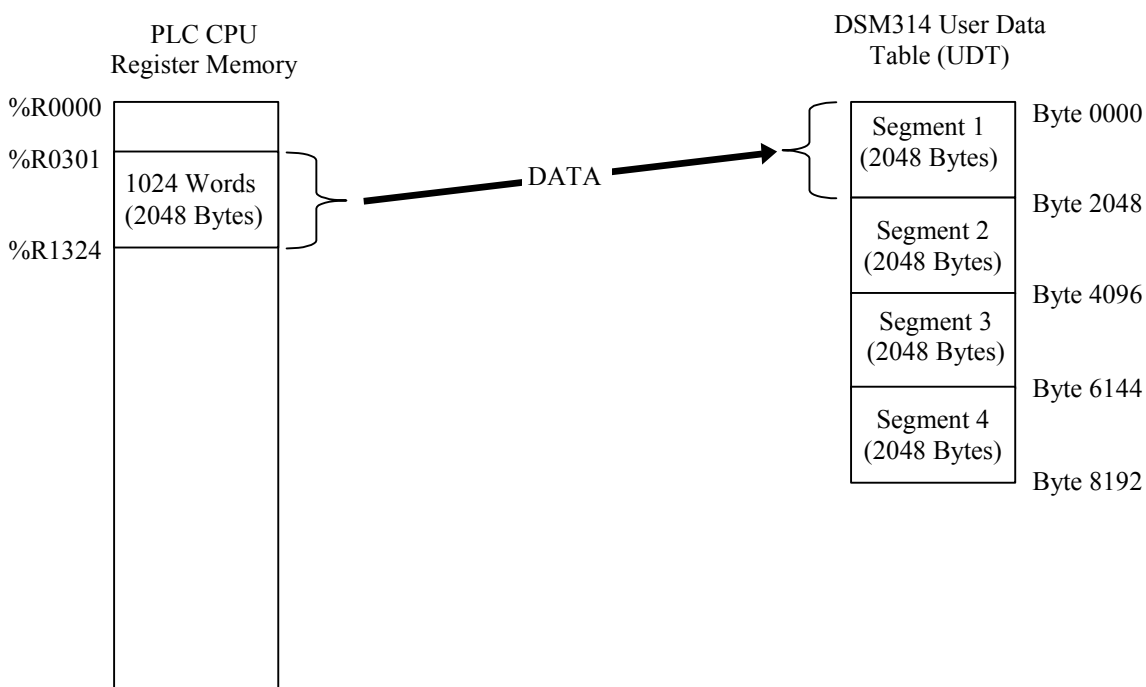 PLC CPU
Register Memory
%R0000
%R0301
1024 Words
(2048 Bytes)
%R1324
DATA
DSM314 User Data
Table (UDT)
Segment 1
(2048 Bytes)
Segment 2
(2048 Bytes)
Segment 3
(2048 Bytes)
Segment 4
(2048 Bytes)
Byte 0000
Byte 2048
Byte 4096
Byte 6144
Byte 8192